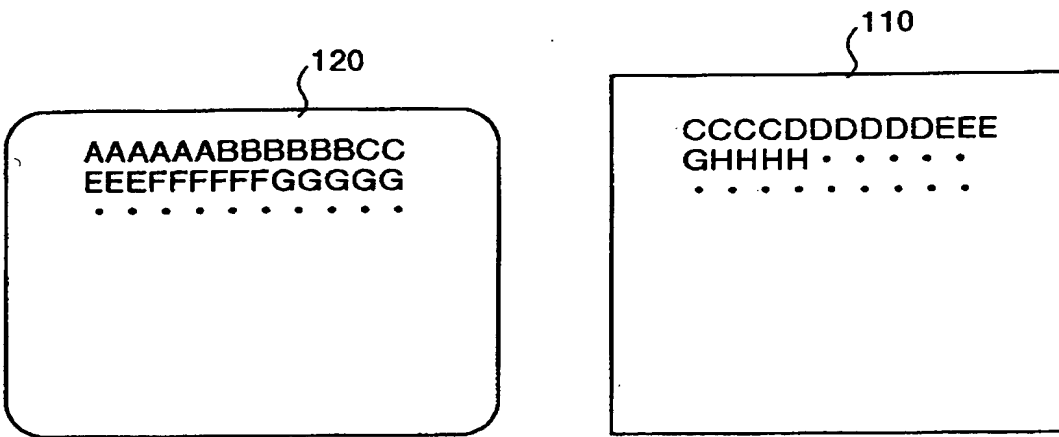 120
110
AAAAAABBBBBBCC
EEEFFFFFFGGGGG
• • • • • • • • • •
CCCCDDDDDDEEE
GHHHH • • • • •
• • • • • • • • •